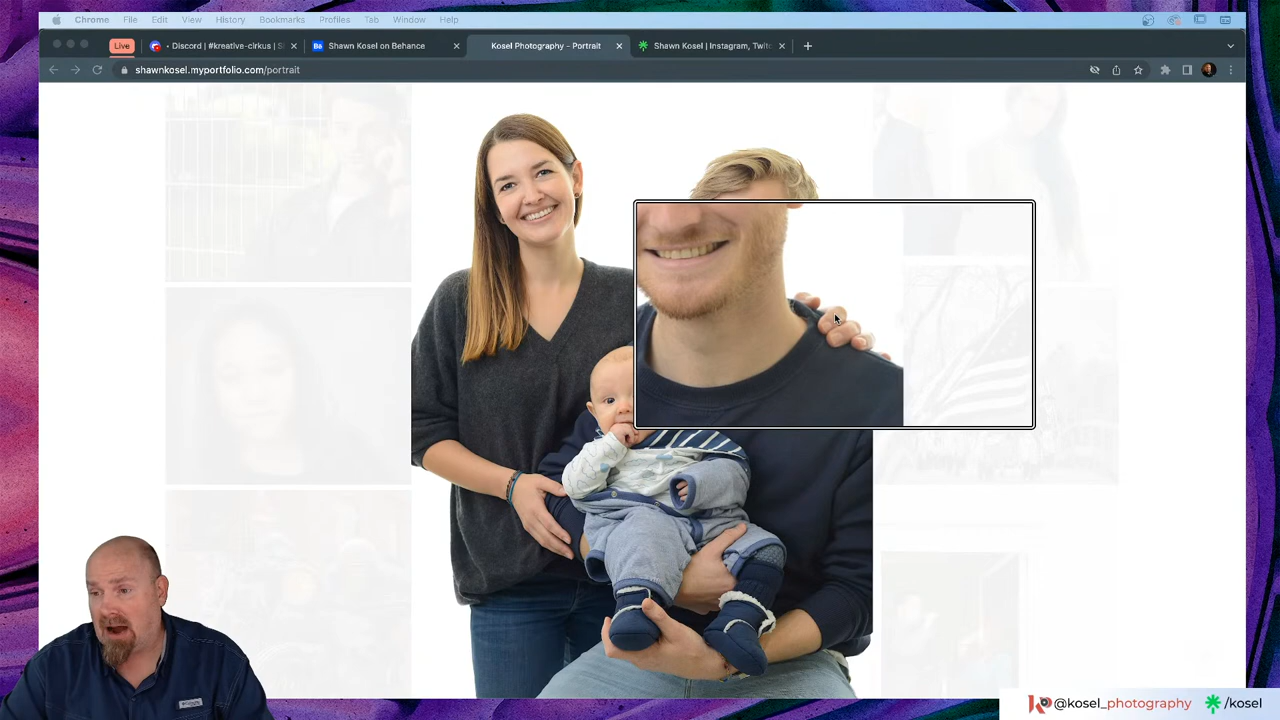 Chrome File Edit View History Bookmarks Profiles Tab Window Help
Live • Discord | #kreative-cirkus | S Shawn Kosel on Behance Kosel Photography - Portrait Shawn Kosel | Instagram, Twit
shawnkosel.myportfolio.com/portrait
@kosel_photography /kosel